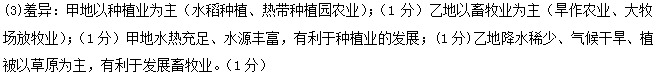 (3)差异：甲地以种植业为主（水稻种植、热带种植园农业）；（1 分）乙地以畜牧业为主（旱作农业、大牧
场放牧业）；（1 分）甲地水热充足、水源丰富，有利于种植业的发展；（1 分)乙地降水稀少、气候干旱、植
被以草原为主，有利于发展畜牧业。（1 分）